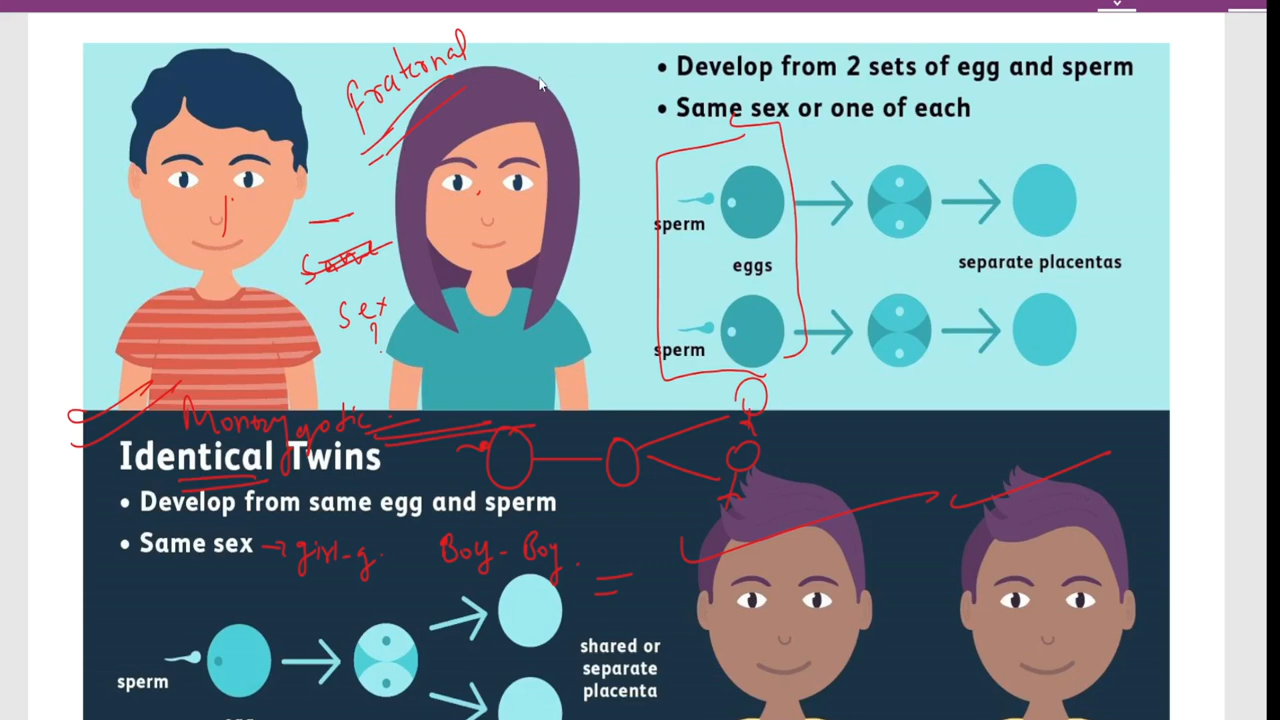 fraternal
• Develop from 2 sets of egg and sperm
• Same sex or one of each
sperm
eggs
separate placentas
sperm
Same
Sex
?
Monozygotic
Identical Twins
• Develop from same egg and sperm
• Same sex → girl-g. Boy - Boy.
sperm
shared or
separate
placenta